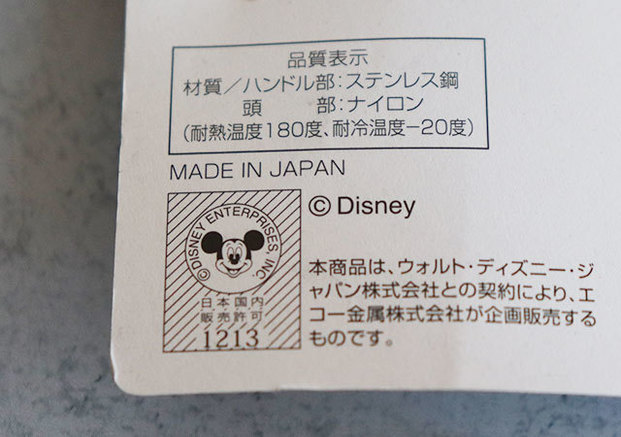 品質表示
材質／ハンドル部：ステンレス鋼
頭　　部：ナイロン
（耐熱温度180度、耐冷温度－20度）
MADE IN JAPAN
© Disney
© DISNEY ENTERPRISES, INC
日本国内
販売許可
1213
本商品は、ウォルト・ディズニー・ジ
ャパン株式会社との契約により、エ
コー金属株式会社が企画販売する
ものです。